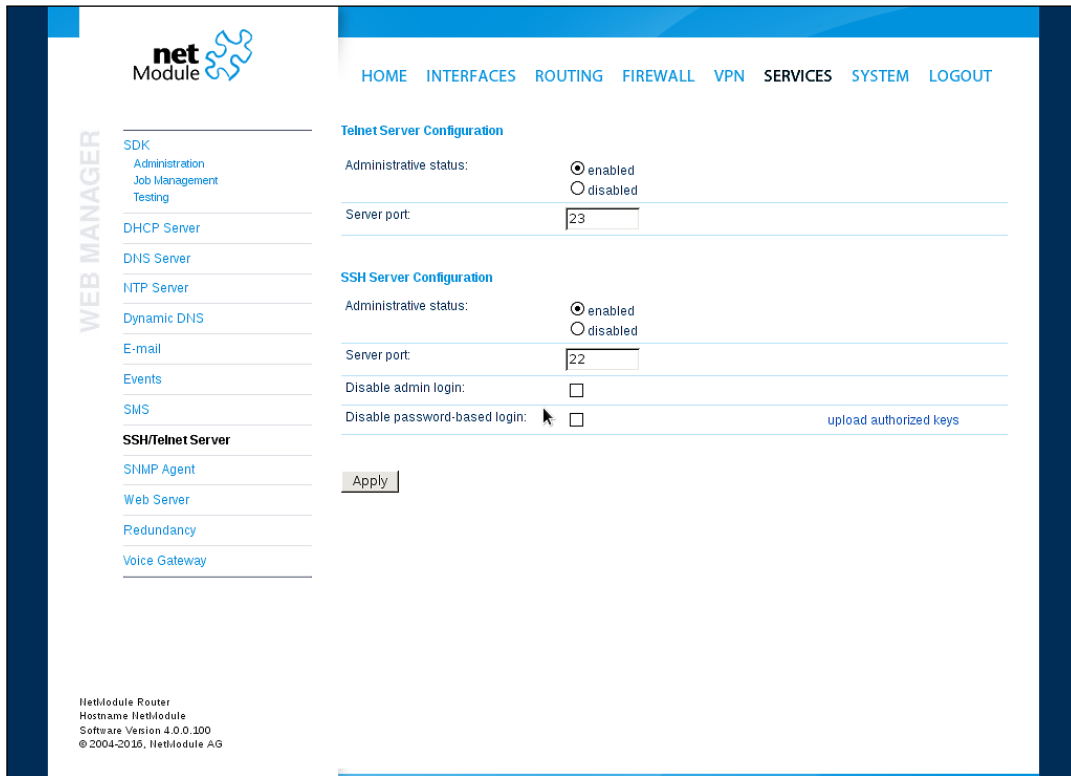 net
Module
HOME INTERFACES ROUTING FIREWALL VPN SERVICES SYSTEM LOGOUT
WEB MANAGER
SDK
Administration
Job Management
Testing
DHCP Server
DNS Server
NTP Server
Dynamic DNS
E-mail
Events
SMS
SSH/Telnet Server
SNMP Agent
Web Server
Redundancy
Voice Gateway
Telnet Server Configuration
Administrative status:
enabled
disabled
Server port: 23
SSH Server Configuration
Administrative status:
enabled
disabled
Server port: 22
Disable admin login:
Disable password-based login: upload authorized keys
Apply
NetModule Router
Hostname NetModule
Software Version 4.0.0.100
© 2004-2016, NetModule AG